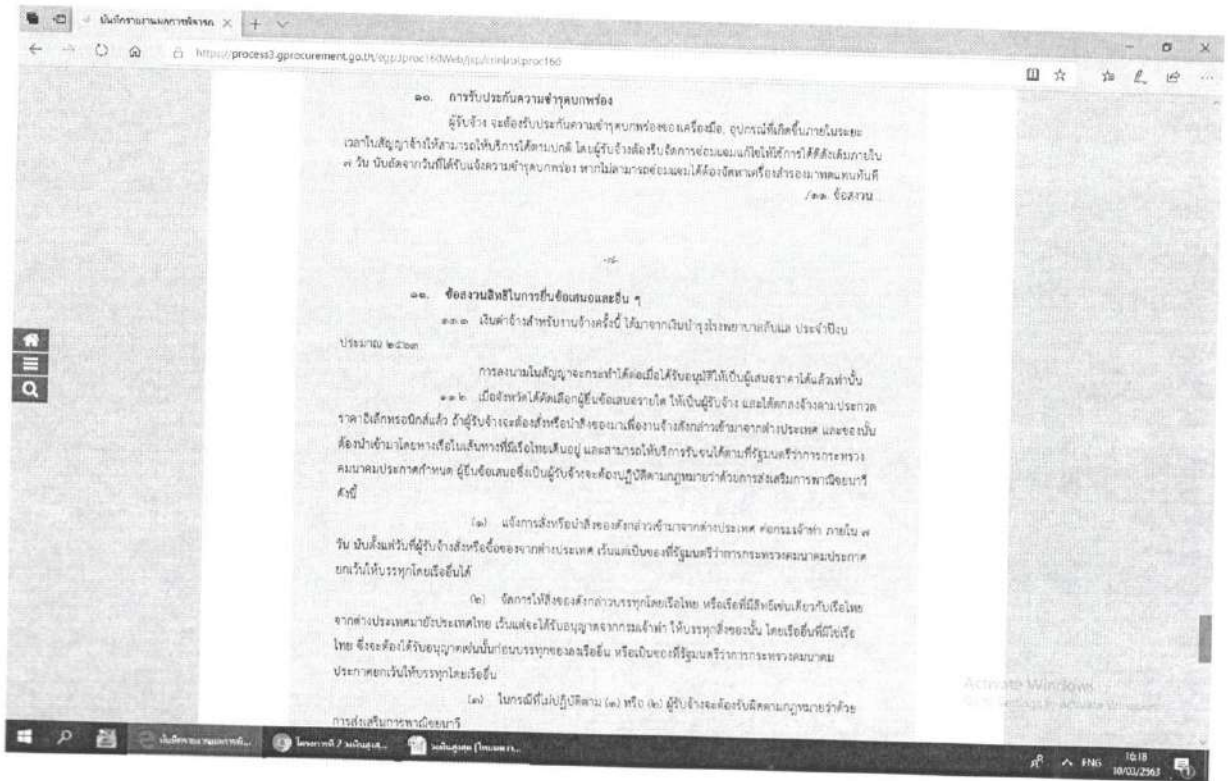 บันทึกรายงานผลการพิจารณ
https://process3.gprocurement.go.th/egp3proc160Web/jsp/control.proc160
๑๐. การรับประกันความชำรุดบกพร่อง
ผู้รับจ้าง จะต้องรับประกันความชำรุดบกพร่องของเครื่องมือ, อุปกรณ์ที่เกิดขึ้นภายในระยะ
เวลาในสัญญาจ้างให้สามารถให้บริการได้ตามปกติ โดยผู้รับจ้างต้องรีบจัดการซ่อมแซมแก้ไขให้ใช้การได้ดีดังเดิมภายใน
๗ วัน นับถัดจากวันที่ได้รับแจ้งความชำรุดบกพร่อง หากไม่สามารถซ่อมแซมได้ต้องจัดหาเครื่องสำรองมาทดแทนทันที
/๑๑. ข้อสงวน...
๑๑. ข้อสงวนสิทธิในการยื่นข้อเสนอและอื่น ๆ
๑๑.๑ เงินค่าจ้างสำหรับงานจ้างครั้งนี้ ได้มาจากเงินบำรุงโรงพยาบาลลับแล ประจำปีงบ
ประมาณ ๒๕๖๓
การลงนามในสัญญาจะกระทำได้ต่อเมื่อได้รับอนุมัติให้เป็นผู้เสนอราคาได้แล้วเท่านั้น
๑๑.๒ เมื่อจังหวัดได้คัดเลือกผู้ยื่นข้อเสนอรายใด ให้เป็นผู้รับจ้าง และได้ตกลงจ้างตามประกวด
ราคาอิเล็กทรอนิกส์แล้ว ถ้าผู้รับจ้างจะต้องสั่งหรือนำสิ่งของมาเพื่องานจ้างดังกล่าวเข้ามาจากต่างประเทศ และของนั้น
ต้องนำเข้ามาโดยทางเรือในเส้นทางที่มีเรือไทยเดินอยู่ และสามารถให้บริการรับขนได้ตามที่รัฐมนตรีว่าการกระทรวง
คมนาคมประกาศกำหนด ผู้ยื่นข้อเสนอซึ่งเป็นผู้รับจ้างจะต้องปฏิบัติตามกฎหมายว่าด้วยการส่งเสริมการพาณิชยนาวี
ดังนี้
(๑) แจ้งการสั่งหรือนำสิ่งของดังกล่าวเข้ามาจากต่างประเทศ ต่อกรมเจ้าท่า ภายใน ๗
วัน นับตั้งแต่วันที่ผู้รับจ้างสั่งหรือซื้อของจากต่างประเทศ เว้นแต่เป็นของที่รัฐมนตรีว่าการกระทรวงคมนาคมประกาศ
ยกเว้นให้บรรทุกโดยเรืออื่นได้
(๒) จัดการให้สิ่งของดังกล่าวบรรทุกโดยเรือไทย หรือเรือที่มีสิทธิเช่นเดียวกับเรือไทย
จากต่างประเทศมายังประเทศไทย เว้นแต่จะได้รับอนุญาตจากกรมเจ้าท่า ให้บรรทุกสิ่งของนั้น โดยเรืออื่นที่มิใช่เรือ
ไทย ซึ่งจะต้องได้รับอนุญาตเช่นนั้นก่อนบรรทุกของลงเรืออื่น หรือเป็นของที่รัฐมนตรีว่าการกระทรวงคมนาคม
ประกาศยกเว้นให้บรรทุกโดยเรืออื่น
(๓) ในกรณีที่ไม่ปฏิบัติตาม (๑) หรือ (๒) ผู้รับจ้างจะต้องรับผิดตามกฎหมายว่าด้วย
การส่งเสริมการพาณิชยนาวี
Activate Windows
Go to Settings to activate Windows.
บันทึกรายงานผลการพิ...
ENG
16:18
10/03/2563